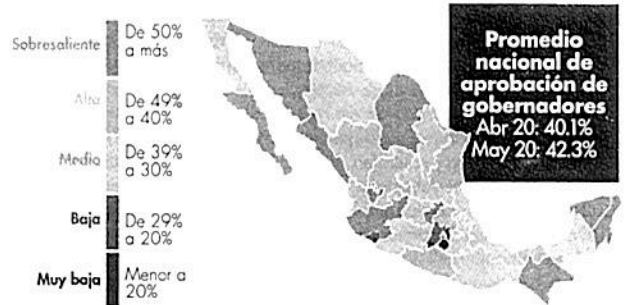 Sobresaliente
De 50%
a más
Alta
De 49%
a 40%
Media
De 39%
a 30%
Baja
De 29%
a 20%
Muy baja
Menor a
20%
Promedio
nacional de
aprobación de
gobernadores
Abr 20: 40.1%
May 20: 42.3%